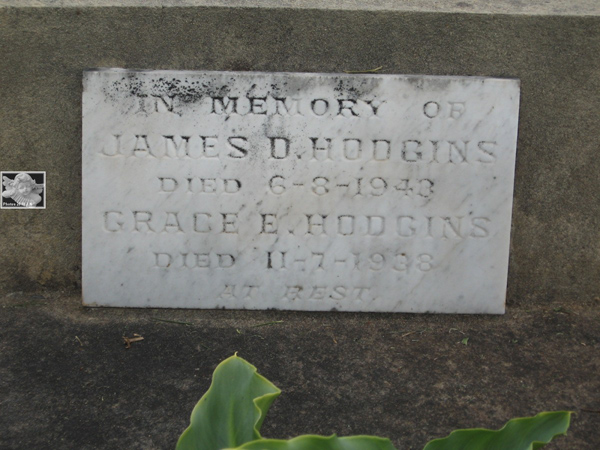 IN MEMORY OF
JAMES D. HODGINS
DIED 6-8-1943
GRACE E. HODGINS
DIED 11-7-1938
AT REST.